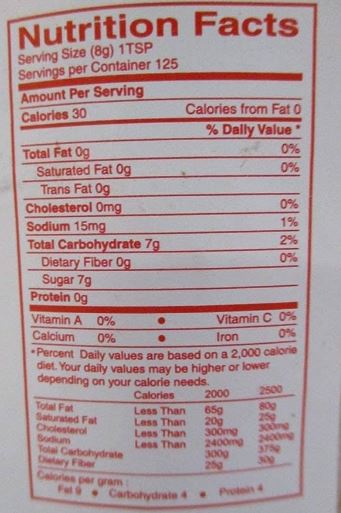 Nutrition Facts
Serving Size (8g) 1TSP
Servings per Container 125
Amount Per Serving
Calories 30 Calories from Fat 0
% Daily Value *
Total Fat 0g 0%
Saturated Fat 0g 0%
Trans Fat 0g
Cholesterol 0mg 0%
Sodium 15mg 1%
Total Carbohydrate 7g 2%
Dietary Fiber 0g 0%
Sugar 7g
Protein 0g
Vitamin A 0% • Vitamin C 0%
Calcium 0% • Iron 0%
*Percent Daily values are based on a 2,000 calorie
diet. Your daily values may be higher or lower
depending on your calorie needs.
Calories 2000 2500
Total Fat Less Than 65g 80g
Saturated Fat Less Than 20g 25g
Cholesterol Less Than 300mg 300mg
Sodium Less Than 2400mg 2400mg
Total Carbohydrate 300g 375g
Dietary Fiber 25g 30g
Calories per gram :
Fat 9 • Carbohydrate 4 • Protein 4